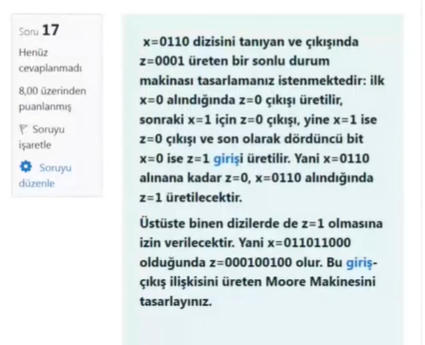 Soru 17
Henüz
cevaplanmadı
8,00 üzerinden
puanlanmış
Soruyu
işaretle
Soruyu
düzenle
x=0110 dizisini tanıyan ve çıkışında
z=0001 üreten bir sonlu durum
makinası tasarlamanız istenmektedir: ilk
x=0 alındığında z=0 çıkışı üretilir,
sonraki x=1 için z=0 çıkışı, yine x=1 ise
z=0 çıkışı ve son olarak dördüncü bit
x=0 ise z=1 girişi üretilir. Yani x=0110
alınana kadar z=0, x=0110 alındığında
z=1 üretilecektir.
Üstüste binen dizilerde de z=1 olmasına
izin verilecektir. Yani x=011011000
olduğunda z=000100100 olur. Bu giriş-
çıkış ilişkisini üreten Moore Makinesini
tasarlayınız.